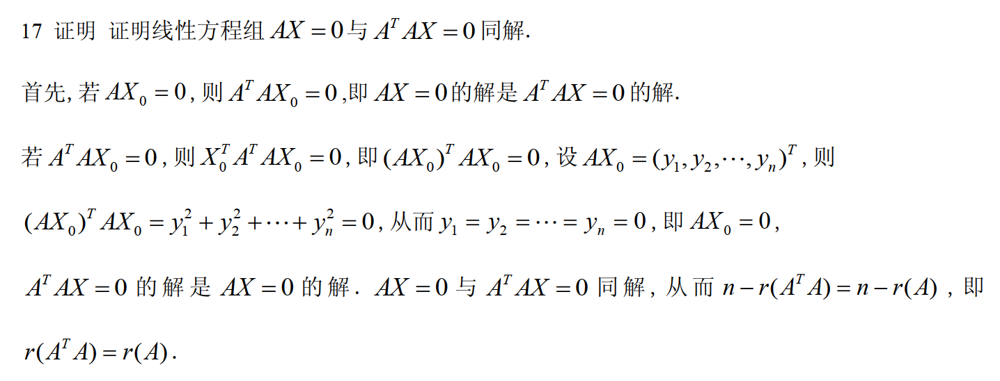 17 证明 证明线性方程组 $AX=0$与 $A^TAX=0$同解.
首先,若 $AX_0=0$, 则 $A^TAX_0=0$,即 $AX=0$的解是 $A^TAX=0$的解.
若 $A^TAX_0=0$, 则 $X_0^TA^TAX_0=0$, 即 $(AX_0)^TAX_0=0$, 设 $AX_0=(y_1,y_2,\cdots,y_n)^T$, 则
$(AX_0)^TAX_0=y_1^2+y_2^2+\cdots+y_n^2=0$, 从而 $y_1=y_2=\cdots=y_n=0$, 即 $AX_0=0$,
$A^TAX=0$ 的解是 $AX=0$ 的解. $AX=0$ 与 $A^TAX=0$ 同解, 从而 $n-r(A^TA)=n-r(A)$ , 即
$r(A^TA)=r(A)$.